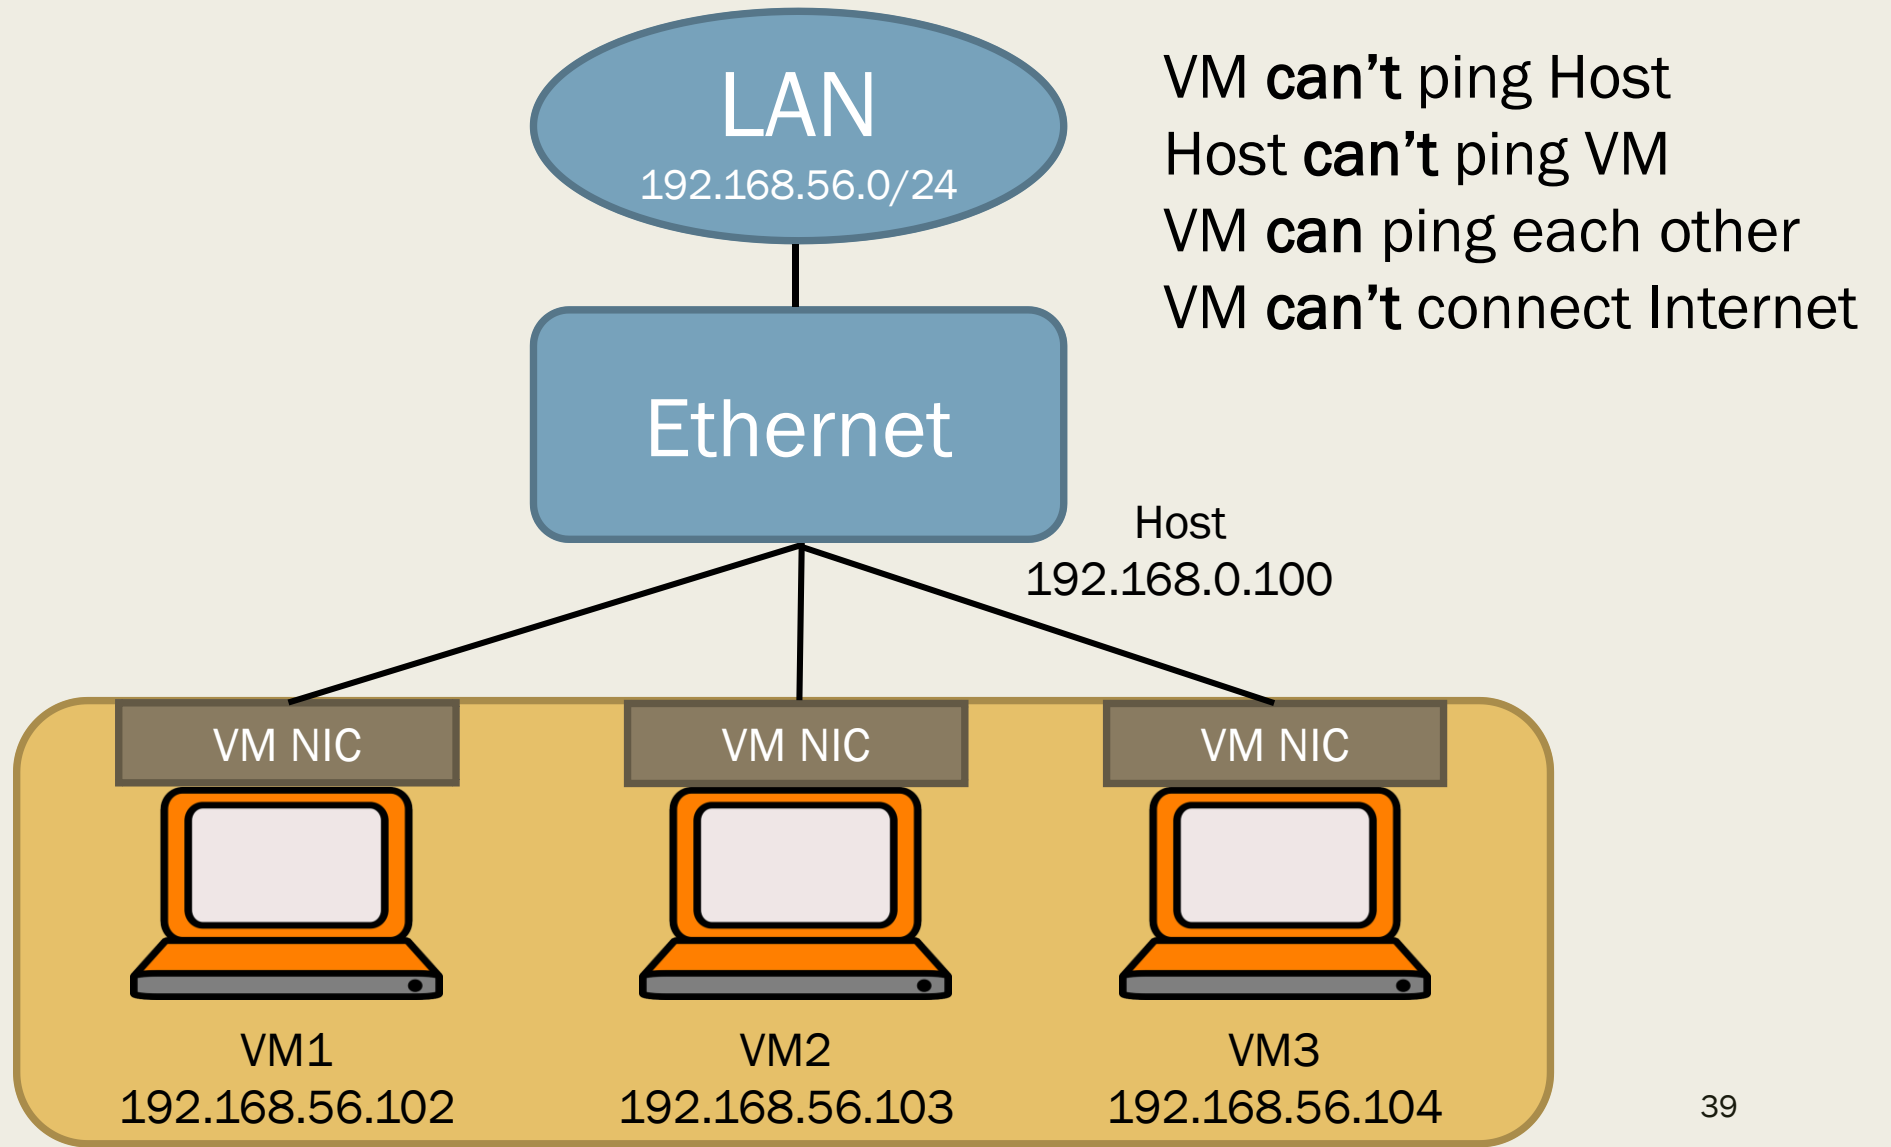 LAN
192.168.56.0/24
VM can’t ping Host
Host can’t ping VM
VM can ping each other
VM can’t connect Internet
Ethernet
Host
192.168.0.100
VM NIC
VM NIC
VM NIC
VM1
192.168.56.102
VM2
192.168.56.103
VM3
192.168.56.104
39